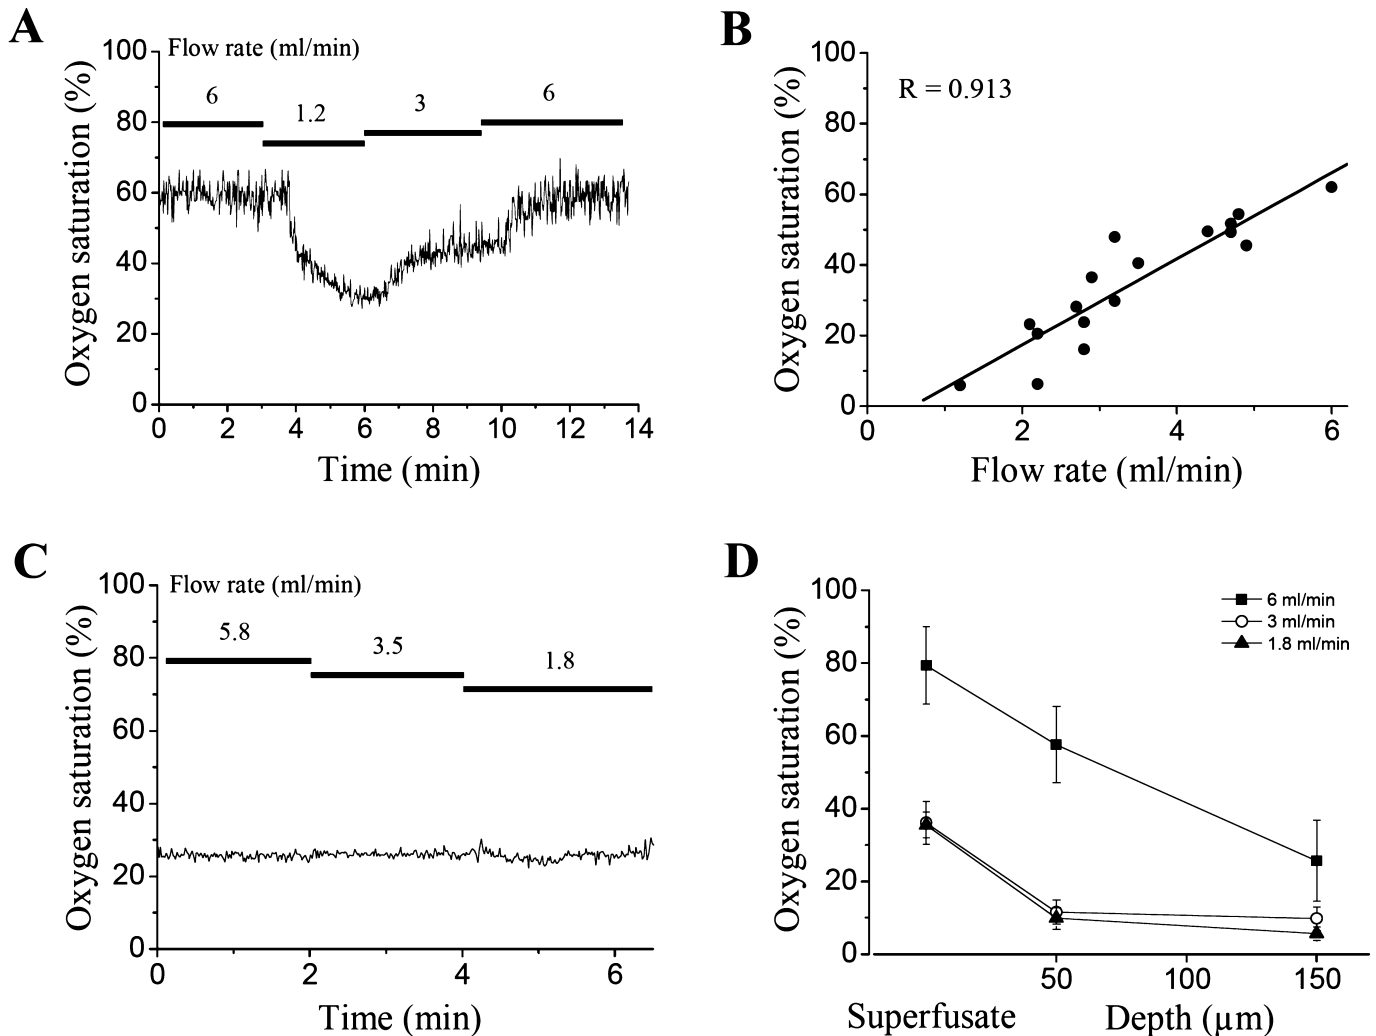 A
Oxygen saturation (%)
100
80
60
40
20
0
Flow rate (ml/min)
6
1.2
3
6
0 2 4 6 8 10 12 14
Time (min)
B
Oxygen saturation (%)
100
80
60
40
20
0
R = 0.913
0 2 4 6
Flow rate (ml/min)
C
Oxygen saturation (%)
100
80
60
40
20
0
Flow rate (ml/min)
5.8
3.5
1.8
0 2 4 6
Time (min)
D
Oxygen saturation (%)
100
80
60
40
20
0
6 ml/min
3 ml/min
1.8 ml/min
50 100 150
Superfusate Depth (µm)